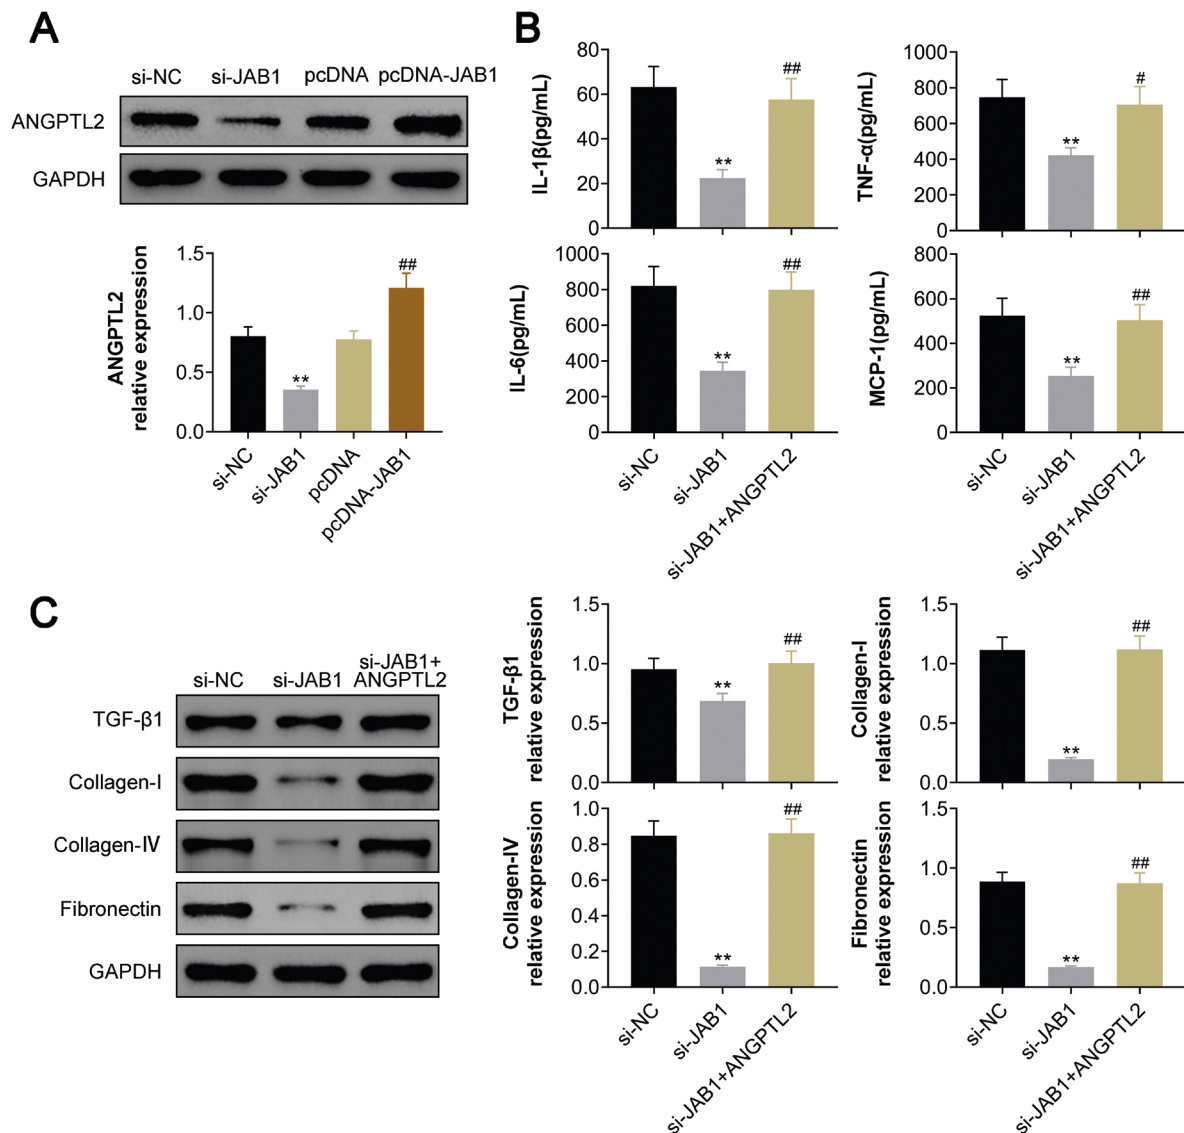 A
si-NC si-JAB1 pcDNA pcDNA-JAB1
ANGPTL2
GAPDH
ANGPTL2
relative expression
1.5
1.0
0.5
0.0
**
##
si-NC
si-JAB1
pcDNA
pcDNA-JAB1
B
IL-1β(pg/mL)
80
60
40
20
0
**
##
TNF-α(pg/mL)
1000
800
600
400
200
0
**
#
IL-6(pg/mL)
1000
800
600
400
200
0
**
##
si-NC
si-JAB1
si-JAB1+ANGPTL2
MCP-1(pg/mL)
800
600
400
200
0
**
##
si-NC
si-JAB1
si-JAB1+ANGPTL2
C
si-NC si-JAB1 si-JAB1+
ANGPTL2
TGF-β1
Collagen-I
Collagen-IV
Fibronectin
GAPDH
TGF-β1
relative expression
1.5
1.0
0.5
0.0
**
##
Collagen-I
relative expression
1.5
1.0
0.5
0.0
**
##
Collagen-IV
relative expression
1.0
0.8
0.6
0.4
0.2
0.0
**
##
si-NC
si-JAB1
si-JAB1+ANGPTL2
Fibronectin
relative expression
1.5
1.0
0.5
0.0
**
##
si-NC
si-JAB1
si-JAB1+ANGPTL2